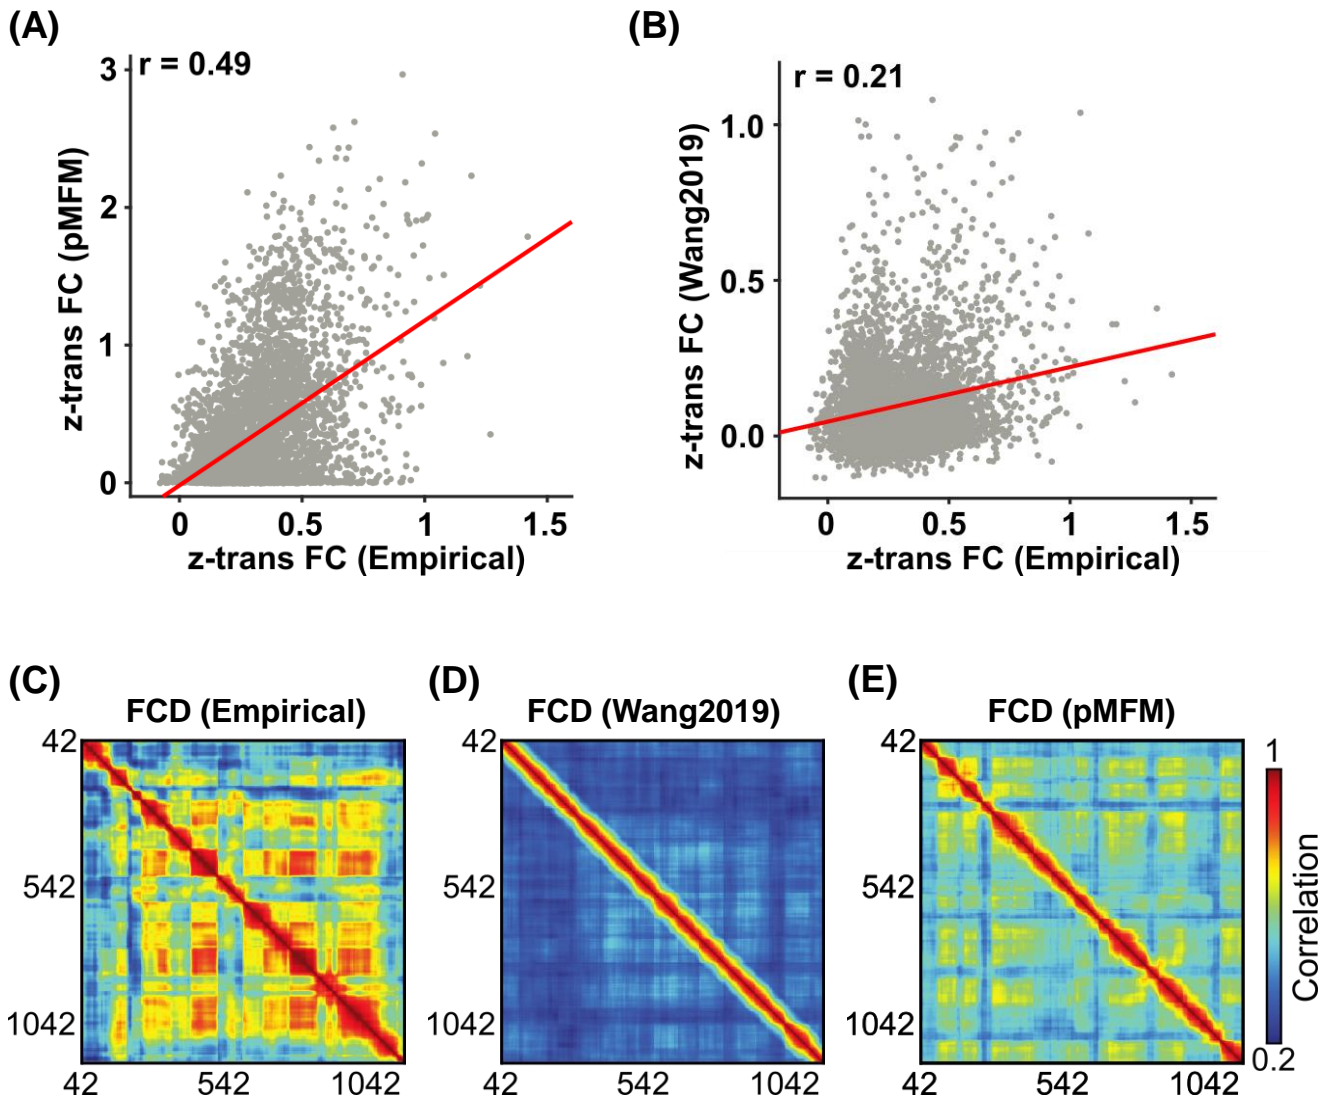 (A)
r = 0.49
z-trans FC (pMFM)
3
2
1
0
0 0.5 1 1.5
z-trans FC (Empirical)
(B)
r = 0.21
z-trans FC (Wang2019)
1.0
0.5
0.0
0 0.5 1 1.5
z-trans FC (Empirical)
(C)
FCD (Empirical)
42
542
1042
42 542 1042
(D)
FCD (Wang2019)
42
542
1042
42 542 1042
(E)
FCD (pMFM)
42
542
1042
42 542 1042
1
Correlation
0.2